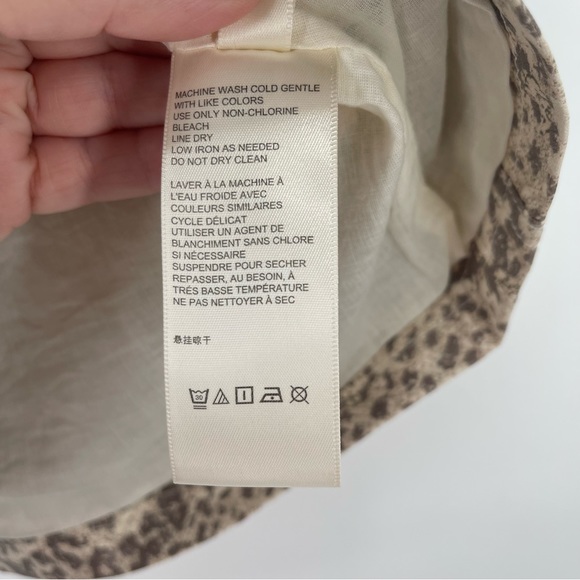 MACHINE WASH COLD GENTLE
WITH LIKE COLORS
USE ONLY NON-CHLORINE
BLEACH
LINE DRY
LOW IRON AS NEEDED
DO NOT DRY CLEAN
LAVER À LA MACHINE À
L'EAU FROIDE AVEC
COULEURS SIMILAIRES
CYCLE DÉLICAT
UTILISER UN AGENT DE
BLANCHIMENT SANS CHLORE
SI NÉCESSAIRE
SUSPENDRE POUR SECHER
REPASSER, AU BESOIN, À
TRÈS BASSE TEMPÉRATURE
NE PAS NETTOYER À SEC
悬挂晾干
30